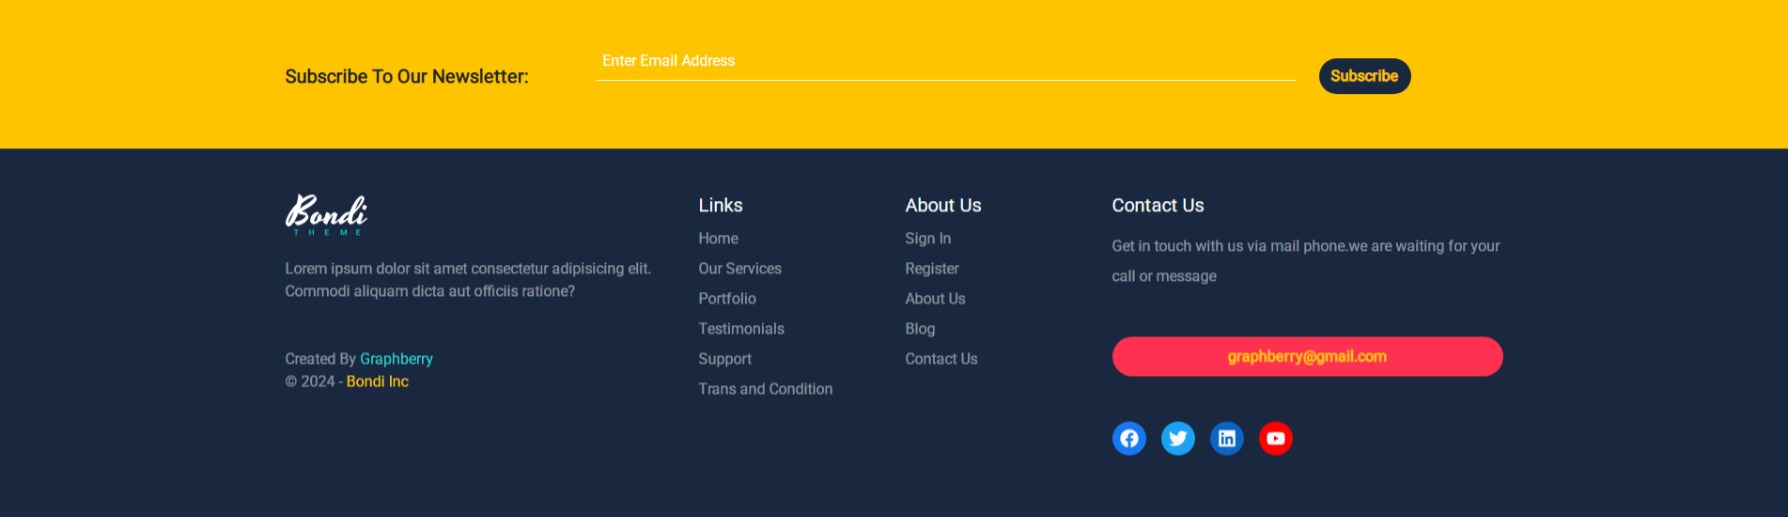 Subscribe To Our Newsletter:
Enter Email Address
Subscribe
Bondi
THEME
Lorem ipsum dolor sit amet consectetur adipisicing elit.
Commodi aliquam dicta aut officiis ratione?
Created By Graphberry
© 2024 - Bondi Inc
Links
Home
Our Services
Portfolio
Testimonials
Support
Trans and Condition
About Us
Sign In
Register
About Us
Blog
Contact Us
Contact Us
Get in touch with us via mail phone.we are waiting for your
call or message
graphberry@gmail.com